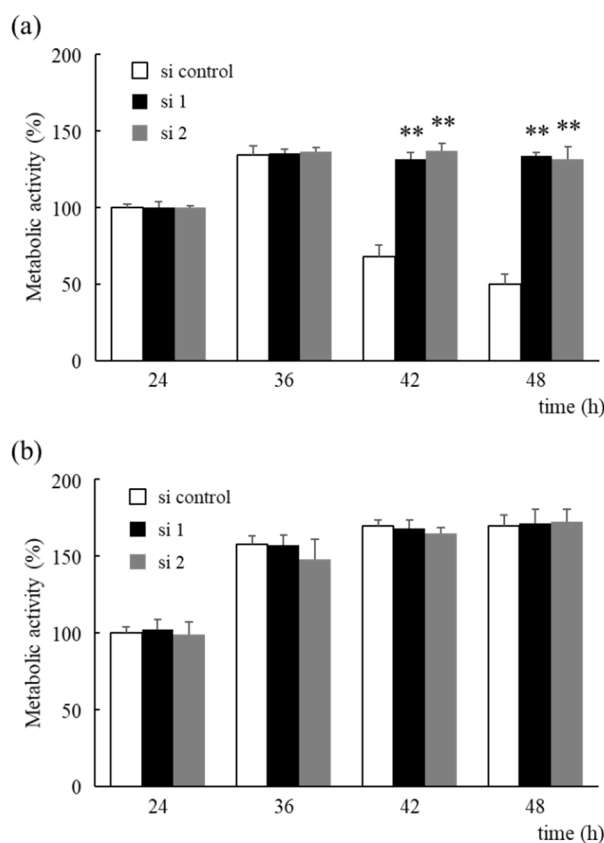 (a)
200
150
100
50
0
Metabolic activity (%)
si control
si 1
si 2
** **
** **
24 36 42 48
time (h)
(b)
200
150
100
50
0
Metabolic activity (%)
si control
si 1
si 2
24 36 42 48
time (h)